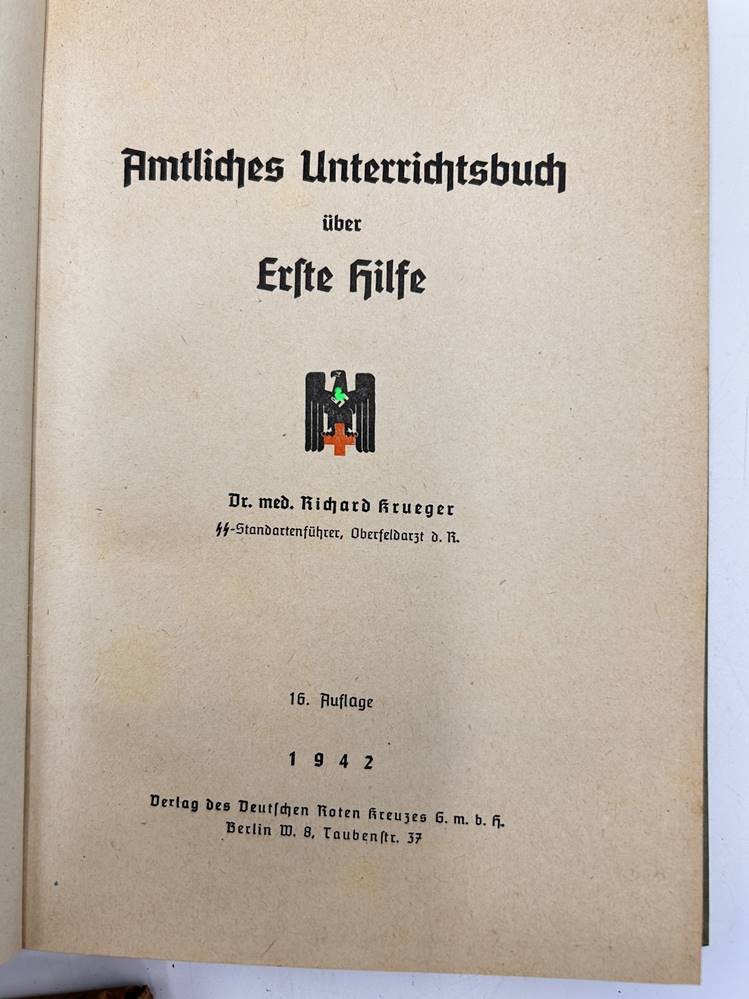 Amtliches Unterrichtsbuch
über
Erſte Hilfe
Dr. med. Richard Krueger
ϟϟ-Standartenführer, Oberfeldarzt d. R.
16. Auflage
1942
Verlag des Deutſchen Roten Kreuzes G. m. b. H.
Berlin W. 8, Taubenſtr. 37